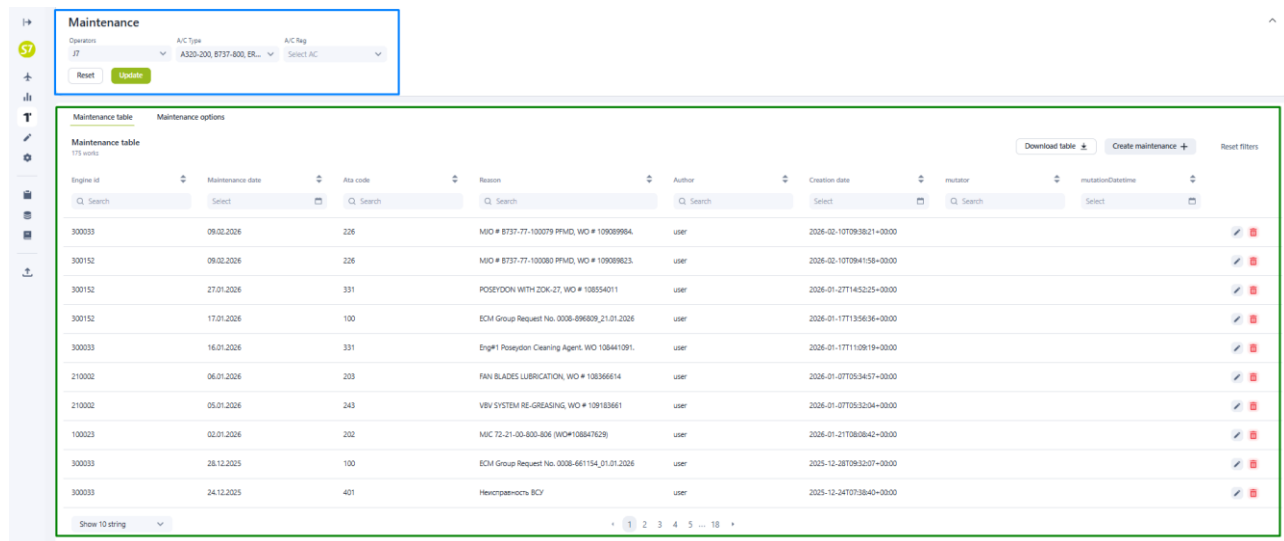 Maintenance
Operators A/C Type A/C Reg
J7 A320-200, B737-800, ER... Select AC
Reset Update
S7
Maintenance table Maintenance options
Maintenance table
175 works
Download table Create maintenance + Reset filters
Engine id Maintenance date Ata code Reason Author Creation date mutator mutationDatetime
Search Select Search Search Search Select Search Select
300033 09.02.2026 226 MJO # B737-77-100079 PFMD, WO # 109089984. user 2026-02-10T09:38:21+00:00
300152 09.02.2026 226 MJO # B737-77-100080 PFMD, WO # 109089823. user 2026-02-10T09:41:58+00:00
300152 27.01.2026 331 POSEYDON WITH ZOK-27, WO # 108554011 user 2026-01-27T14:52:25+00:00
300152 17.01.2026 100 ECM Group Request No. 0008-896809_21.01.2026 user 2026-01-17T13:56:36+00:00
300033 16.01.2026 331 Eng#1 Poseydon Cleaning Agent. WO 108441091. user 2026-01-17T11:09:19+00:00
210002 06.01.2026 203 FAN BLADES LUBRICATION, WO # 108366614 user 2026-01-07T05:34:57+00:00
210002 05.01.2026 243 VBV SYSTEM RE-GREASING, WO # 109183661 user 2026-01-07T05:32:04+00:00
100023 02.01.2026 202 MJC 72-21-00-800-806 (WO#108847629) user 2026-01-21T08:08:42+00:00
300033 28.12.2025 100 ECM Group Request No. 0008-661154_01.01.2026 user 2025-12-28T09:32:07+00:00
300033 24.12.2025 401 Неисправность ВСУ user 2025-12-24T07:38:40+00:00
Show 10 string 1 2 3 4 5 ... 18